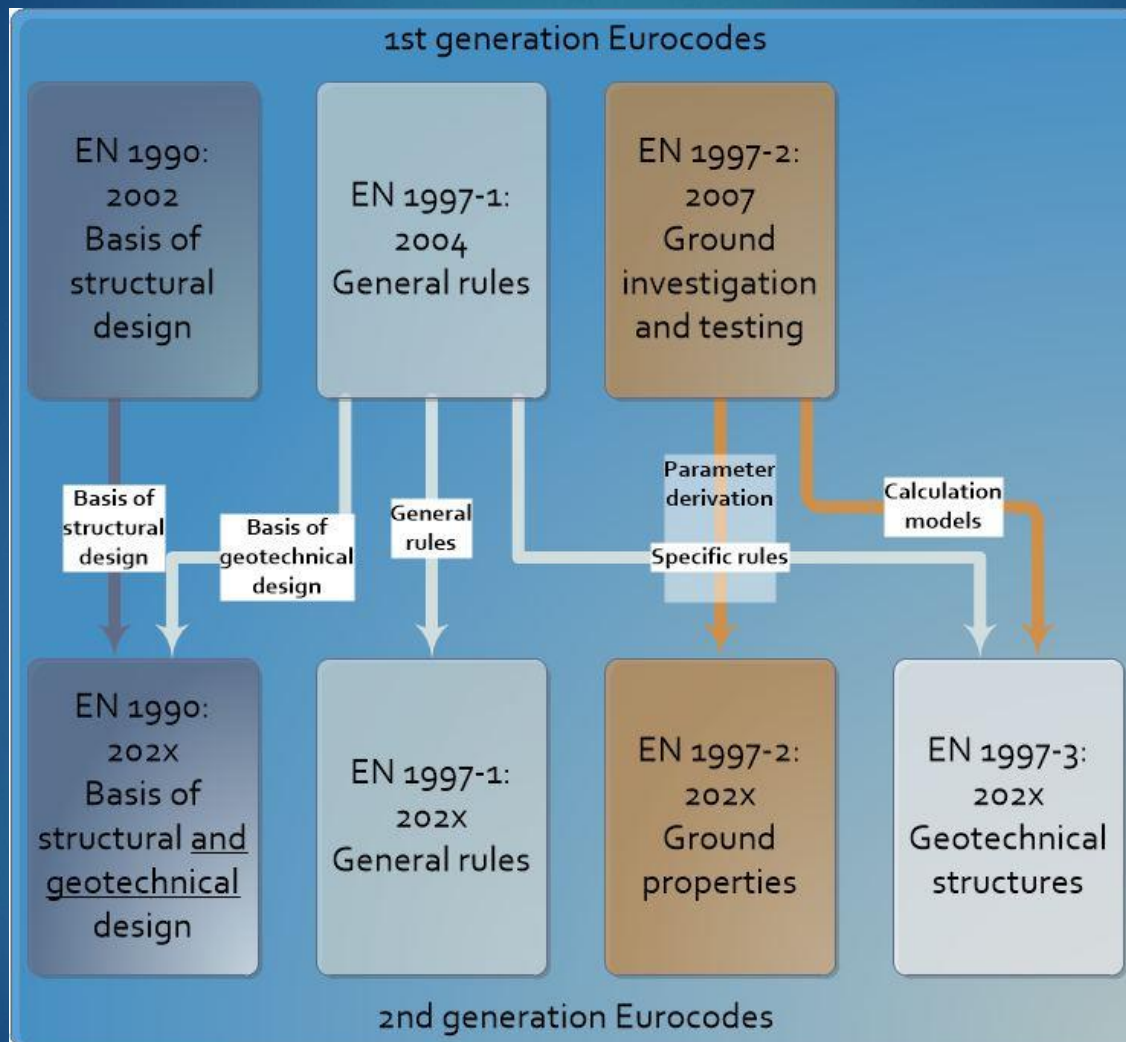 1st generation Eurocodes
EN 1990:
2002
Basis of
structural
design
EN 1997-1:
2004
General rules
EN 1997-2:
2007
Ground
investigation
and testing
Basis of
structural
design
Basis of
geotechnical
design
General
rules
Parameter
derivation
Specific rules
Calculation
models
EN 1990:
202X
Basis of
structural and
geotechnical
design
EN 1997-1:
202X
General rules
EN 1997-2:
202X
Ground
properties
EN 1997-3:
202X
Geotechnical
structures
2nd generation Eurocodes